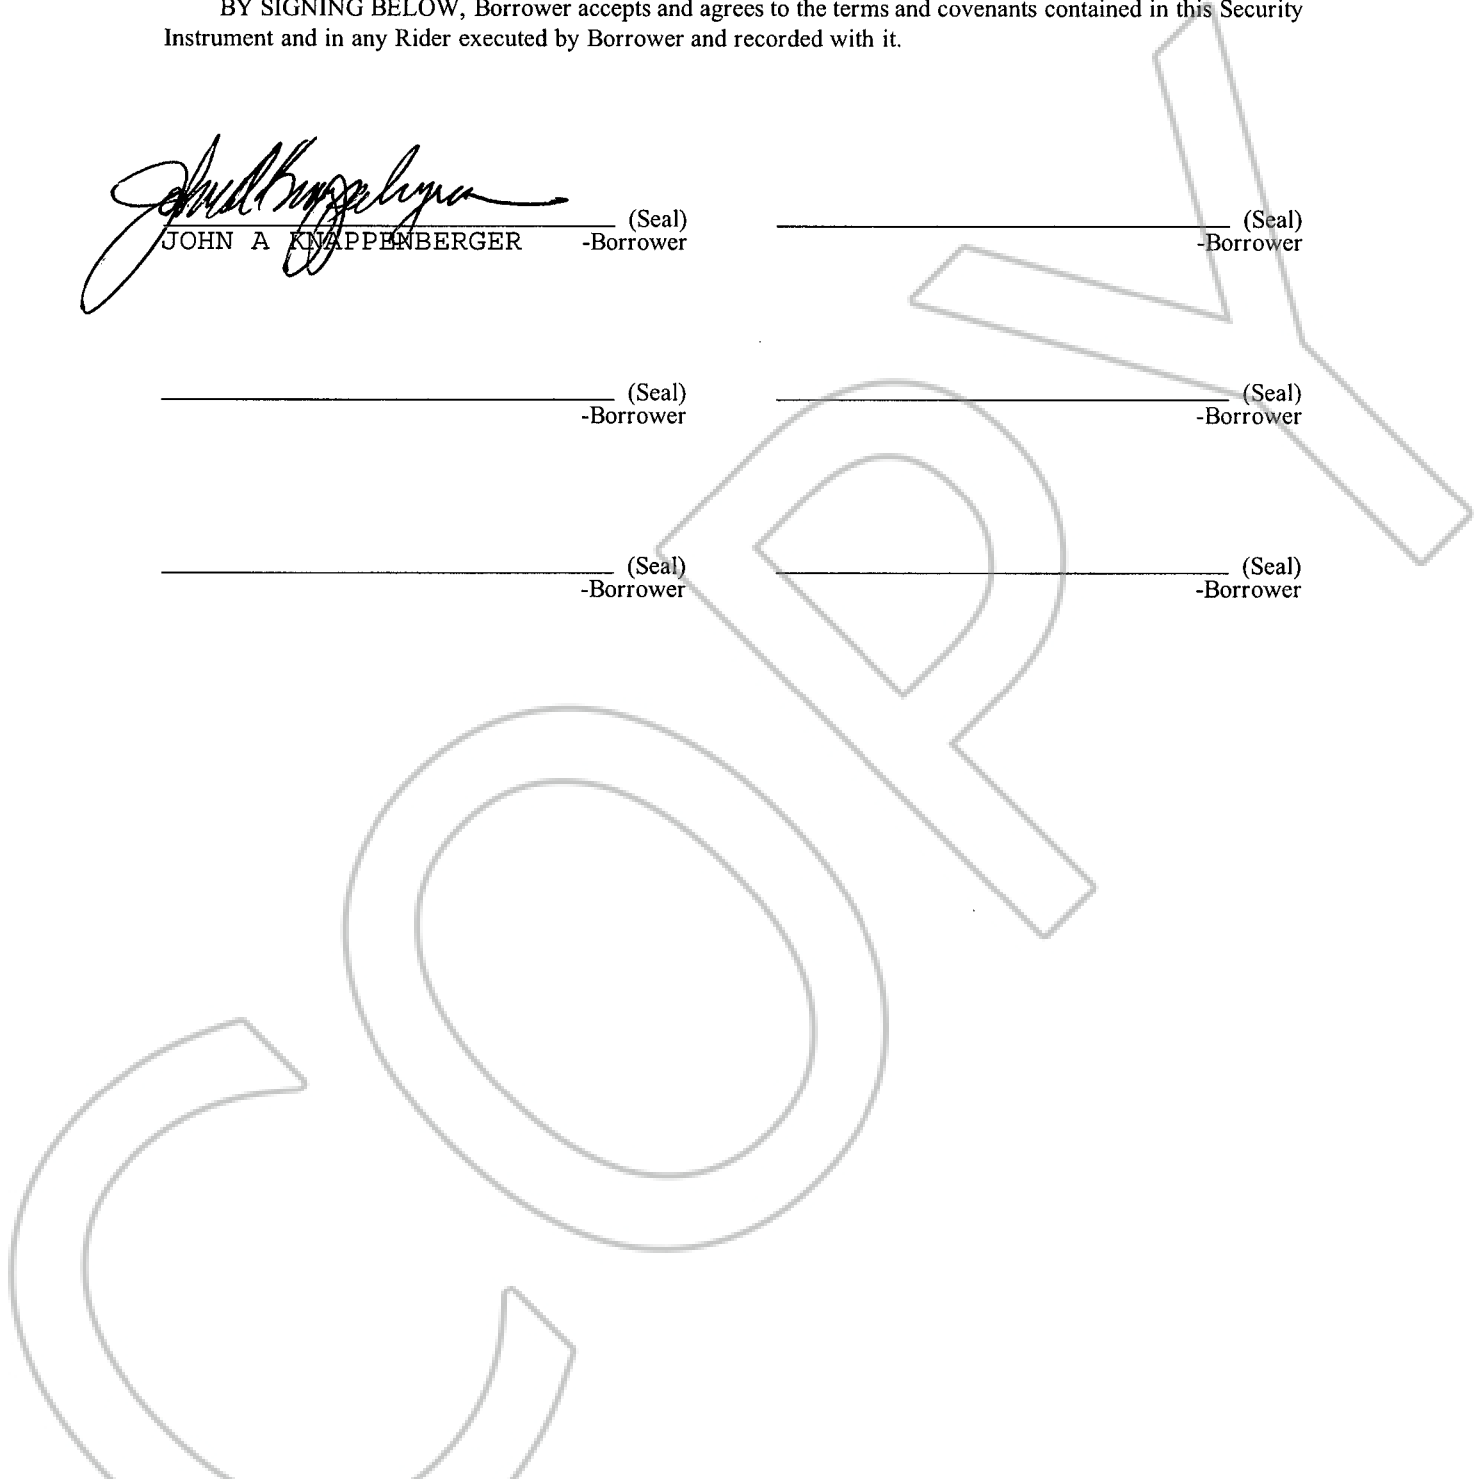 BY SIGNING BELOW, Borrower accepts and agrees to the terms and covenants contained in this Security
Instrument and in any Rider executed by Borrower and recorded with it.
(Seal) (Seal)
JOHN A KNAPPENBERGER -Borrower -Borrower
(Seal) (Seal)
-Borrower -Borrower
(Seal) (Seal)
-Borrower -Borrower
COPY